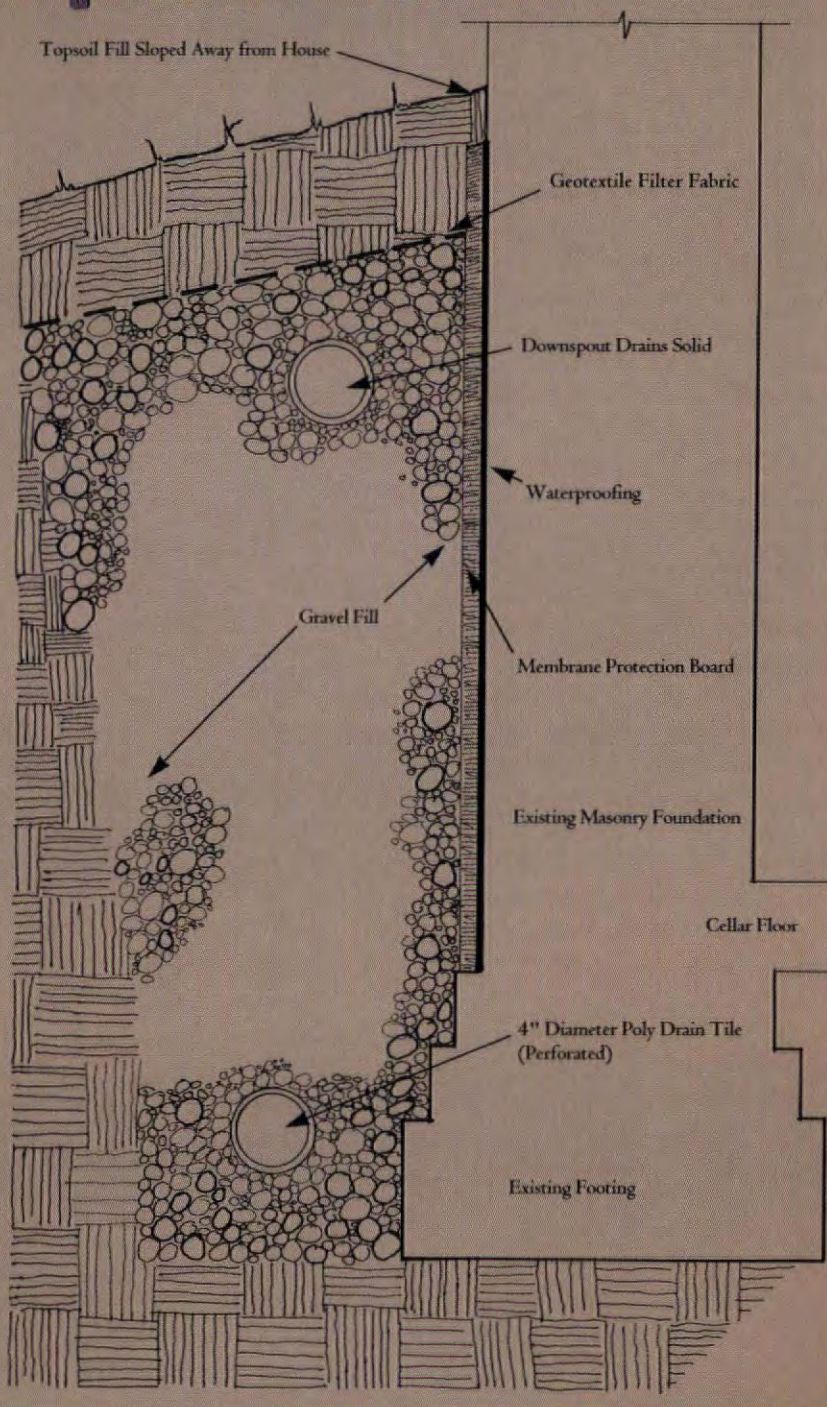 Topsoil Fill Sloped Away from House
Geotextile Filter Fabric
Downspout Drains Solid
Waterproofing
Gravel Fill
Membrane Protection Board
Existing Masonry Foundation
Cellar Floor
4" Diameter Poly Drain Tile
(Perforated)
Existing Footing